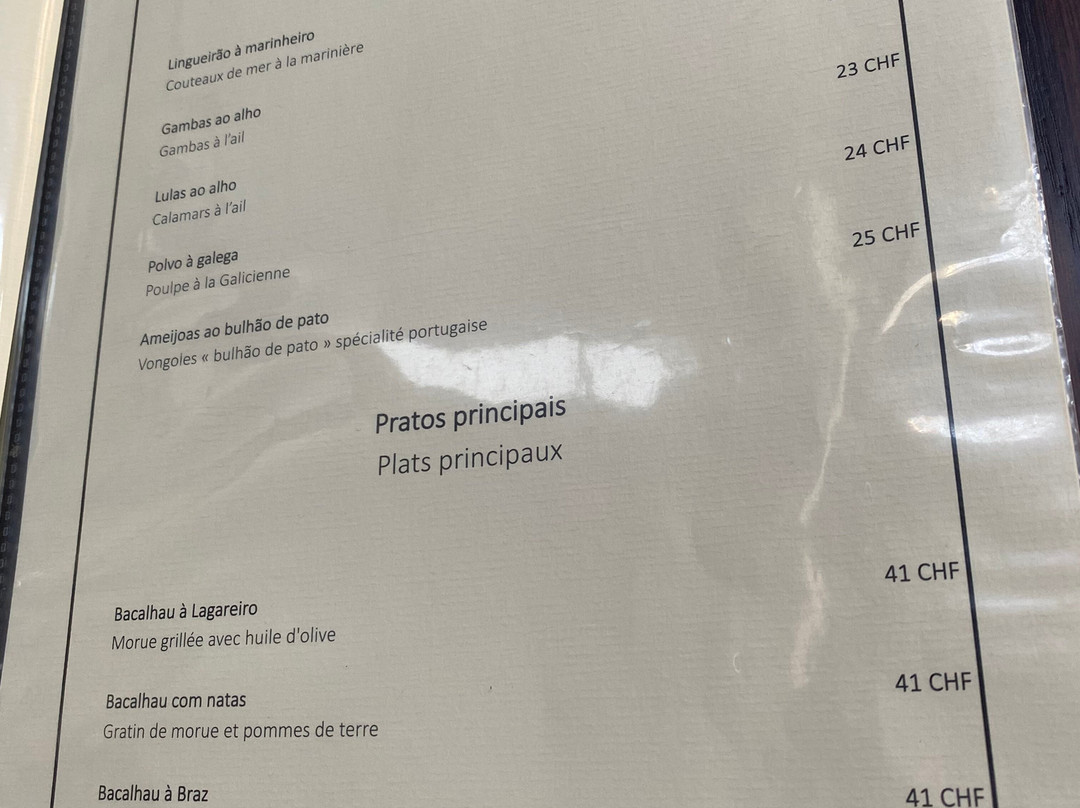 Lingueirão à marinheiro
Couteaux de mer à la marinière
23 CHF
Gambas ao alho
Gambas à l'ail
24 CHF
Lulas ao alho
Calamars à l'ail
25 CHF
Polvo à galega
Poulpe à la Galicienne
Ameijoas ao bulhão de pato
Vongoles « bulhão de pato » spécialité portugaise
Pratos principais
Plats principaux
41 CHF
Bacalhau à Lagareiro
Morue grillée avec huile d'olive
41 CHF
Bacalhau com natas
Gratin de morue et pommes de terre
41 CHF
Bacalhau à Braz